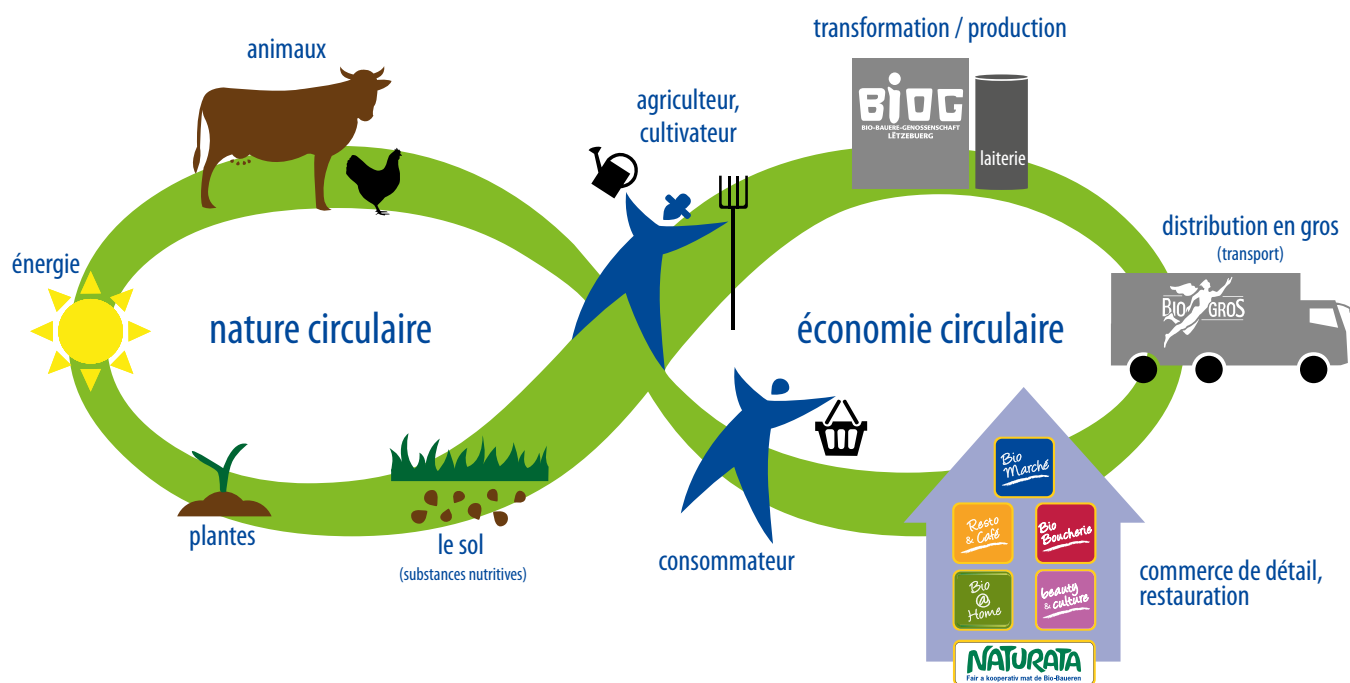 animaux
transformation / production
agriculteur,
cultivateur
BIOG
BIO-BAUERE-GENOSSENSCHAFT
LËTZEBUERG
laiterie
énergie
distribution en gros
(transport)
BIO GROS
nature circulaire
économie circulaire
plantes
le sol
(substances nutritives)
consommateur
Bio
Marché
Resto
& Café
Bio
Boucherie
Bio
@
Home
beauty
& culture
NATURATA
Fair a kooperativ mat de Bio-Baueren
commerce de détail,
restauration